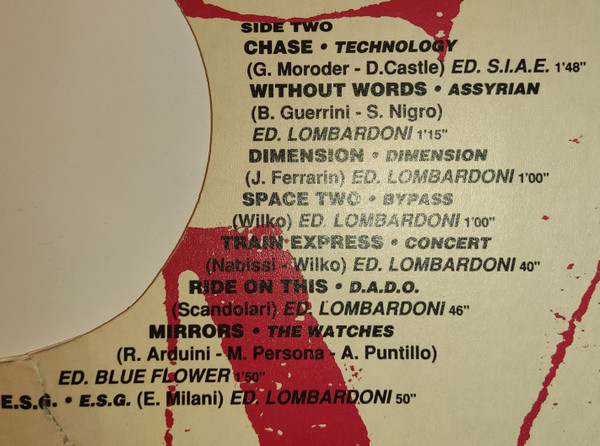 SIDE TWO
CHASE • TECHNOLOGY
(G. Moroder - D.Castle) ED. S.I.A.E. 1'48"
WITHOUT WORDS • ASSYRIAN
(B. Guerrini - S. Nigro)
ED. LOMBARDONI 1'15"
DIMENSION • DIMENSION
(J. Ferrarin) ED. LOMBARDONI 1'00"
SPACE TWO • BYPASS
(Wilko) ED. LOMBARDONI 1'00"
TRAIN EXPRESS • CONCERT
(Nabissi - Wilko) ED. LOMBARDONI 40"
RIDE ON THIS • D.A.D.O.
(Scandolari) ED. LOMBARDONI 46"
MIRRORS • THE WATCHES
(R. Arduini - M. Persona - A. Puntillo)
ED. BLUE FLOWER 1'50"
E.S.G. • E.S.G. (E. Milani) ED. LOMBARDONI 50"